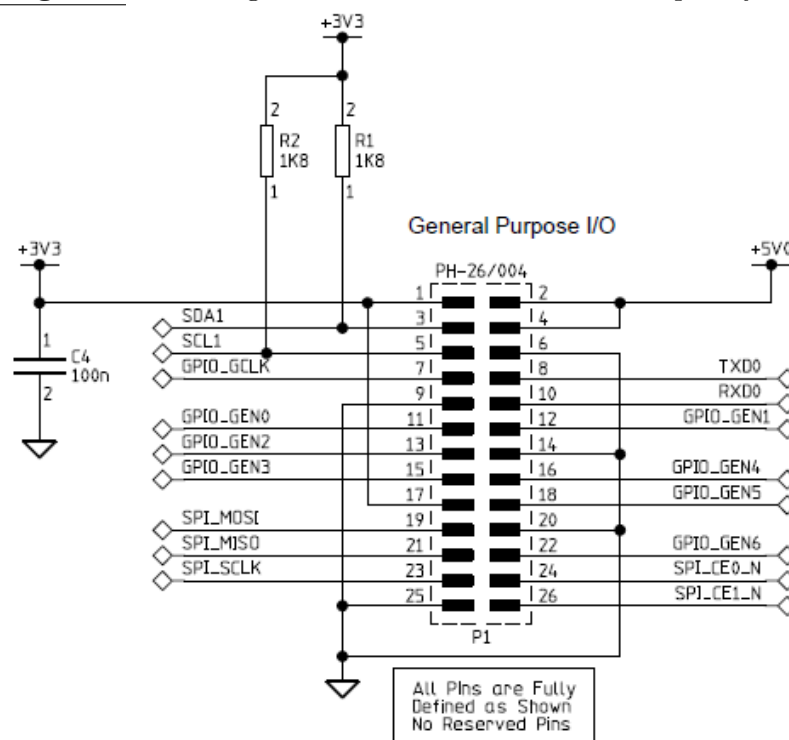 +3V3
2
2
R2
1K8
R1
1K8
1
1
General Purpose I/O
+3V3
+5V0
PH-26/004
1
2
SDA1
3
4
SCL1
5
6
1
C4
100n
2
GPIO_GCLK
7
8
TXD0
9
10
RXD0
GPIO_GEN0
11
12
GPIO_GEN1
GPIO_GEN2
13
14
GPIO_GEN3
15
16
GPIO_GEN4
17
18
GPIO_GEN5
SPI_MOSI
19
20
SPI_MISO
21
22
GPIO_GEN6
SPI_SCLK
23
24
SPI_CE0_N
25
26
SPI_CE1_N
P1
All Pins are Fully
Defined as Shown
No Reserved Pins